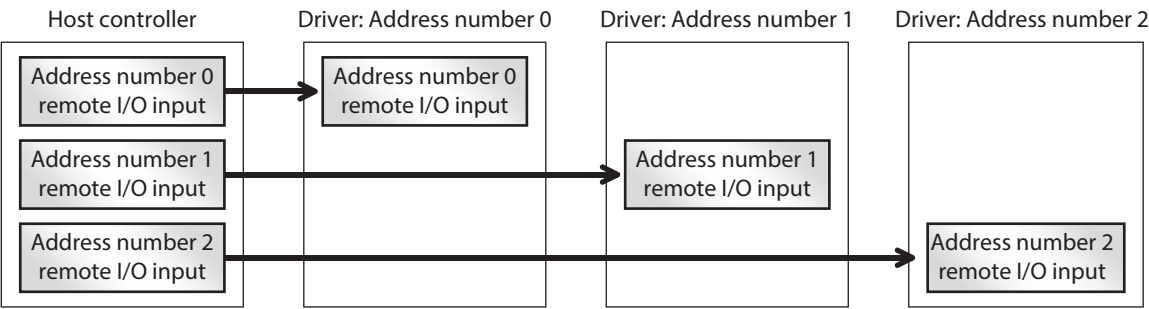 Host controller
Driver: Address number 0
Driver: Address number 1
Driver: Address number 2
Address number 0
remote I/O input
Address number 0
remote I/O input
Address number 1
remote I/O input
Address number 1
remote I/O input
Address number 2
remote I/O input
Address number 2
remote I/O input